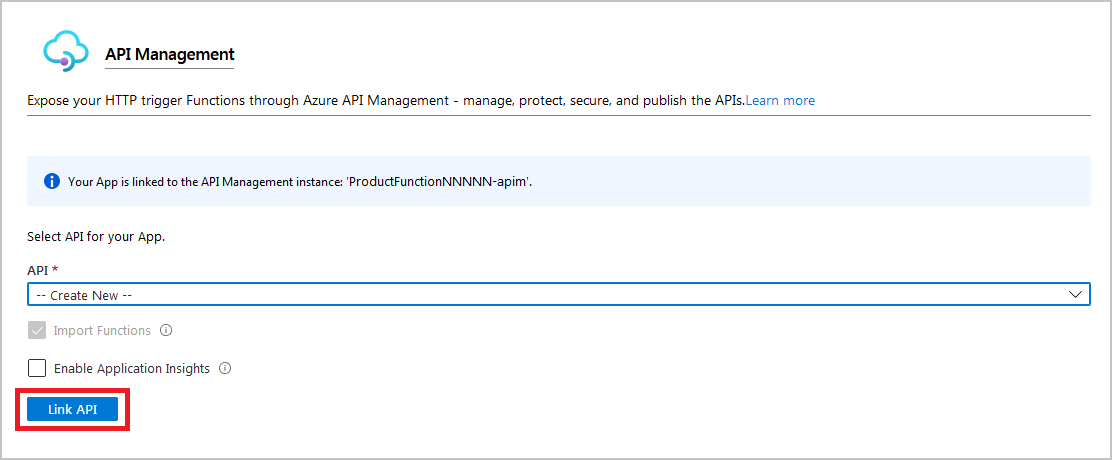 API Management
Expose your HTTP trigger Functions through Azure API Management - manage, protect, secure, and publish the APIs.Learn more
Your App is linked to the API Management instance: 'ProductFunctionNNNNN-apim'.
Select API for your App.
API *
-- Create New --
Import Functions
Enable Application Insights
Link API